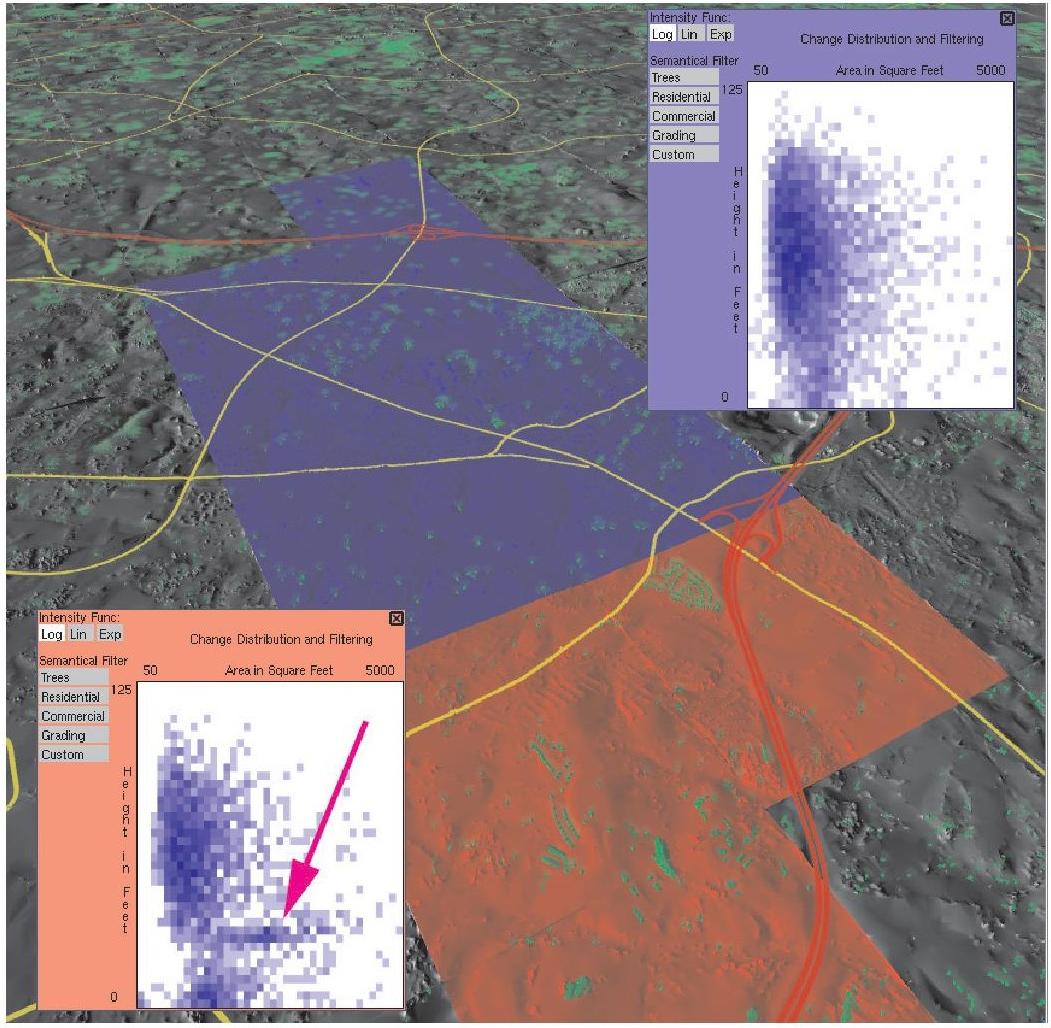 Intensity Func:
Log Lin Exp
Change Distribution and Filtering
Semantical Filter
50 Area in Square Feet 5000
Trees
125
Residential
Commercial
Grading
Custom
Height in Feet
0
Intensity Func:
Log Lin Exp
Change Distribution and Filtering
Semantical Filter
50 Area in Square Feet 5000
Trees
125
Residential
Commercial
Grading
Custom
Height in Feet
0